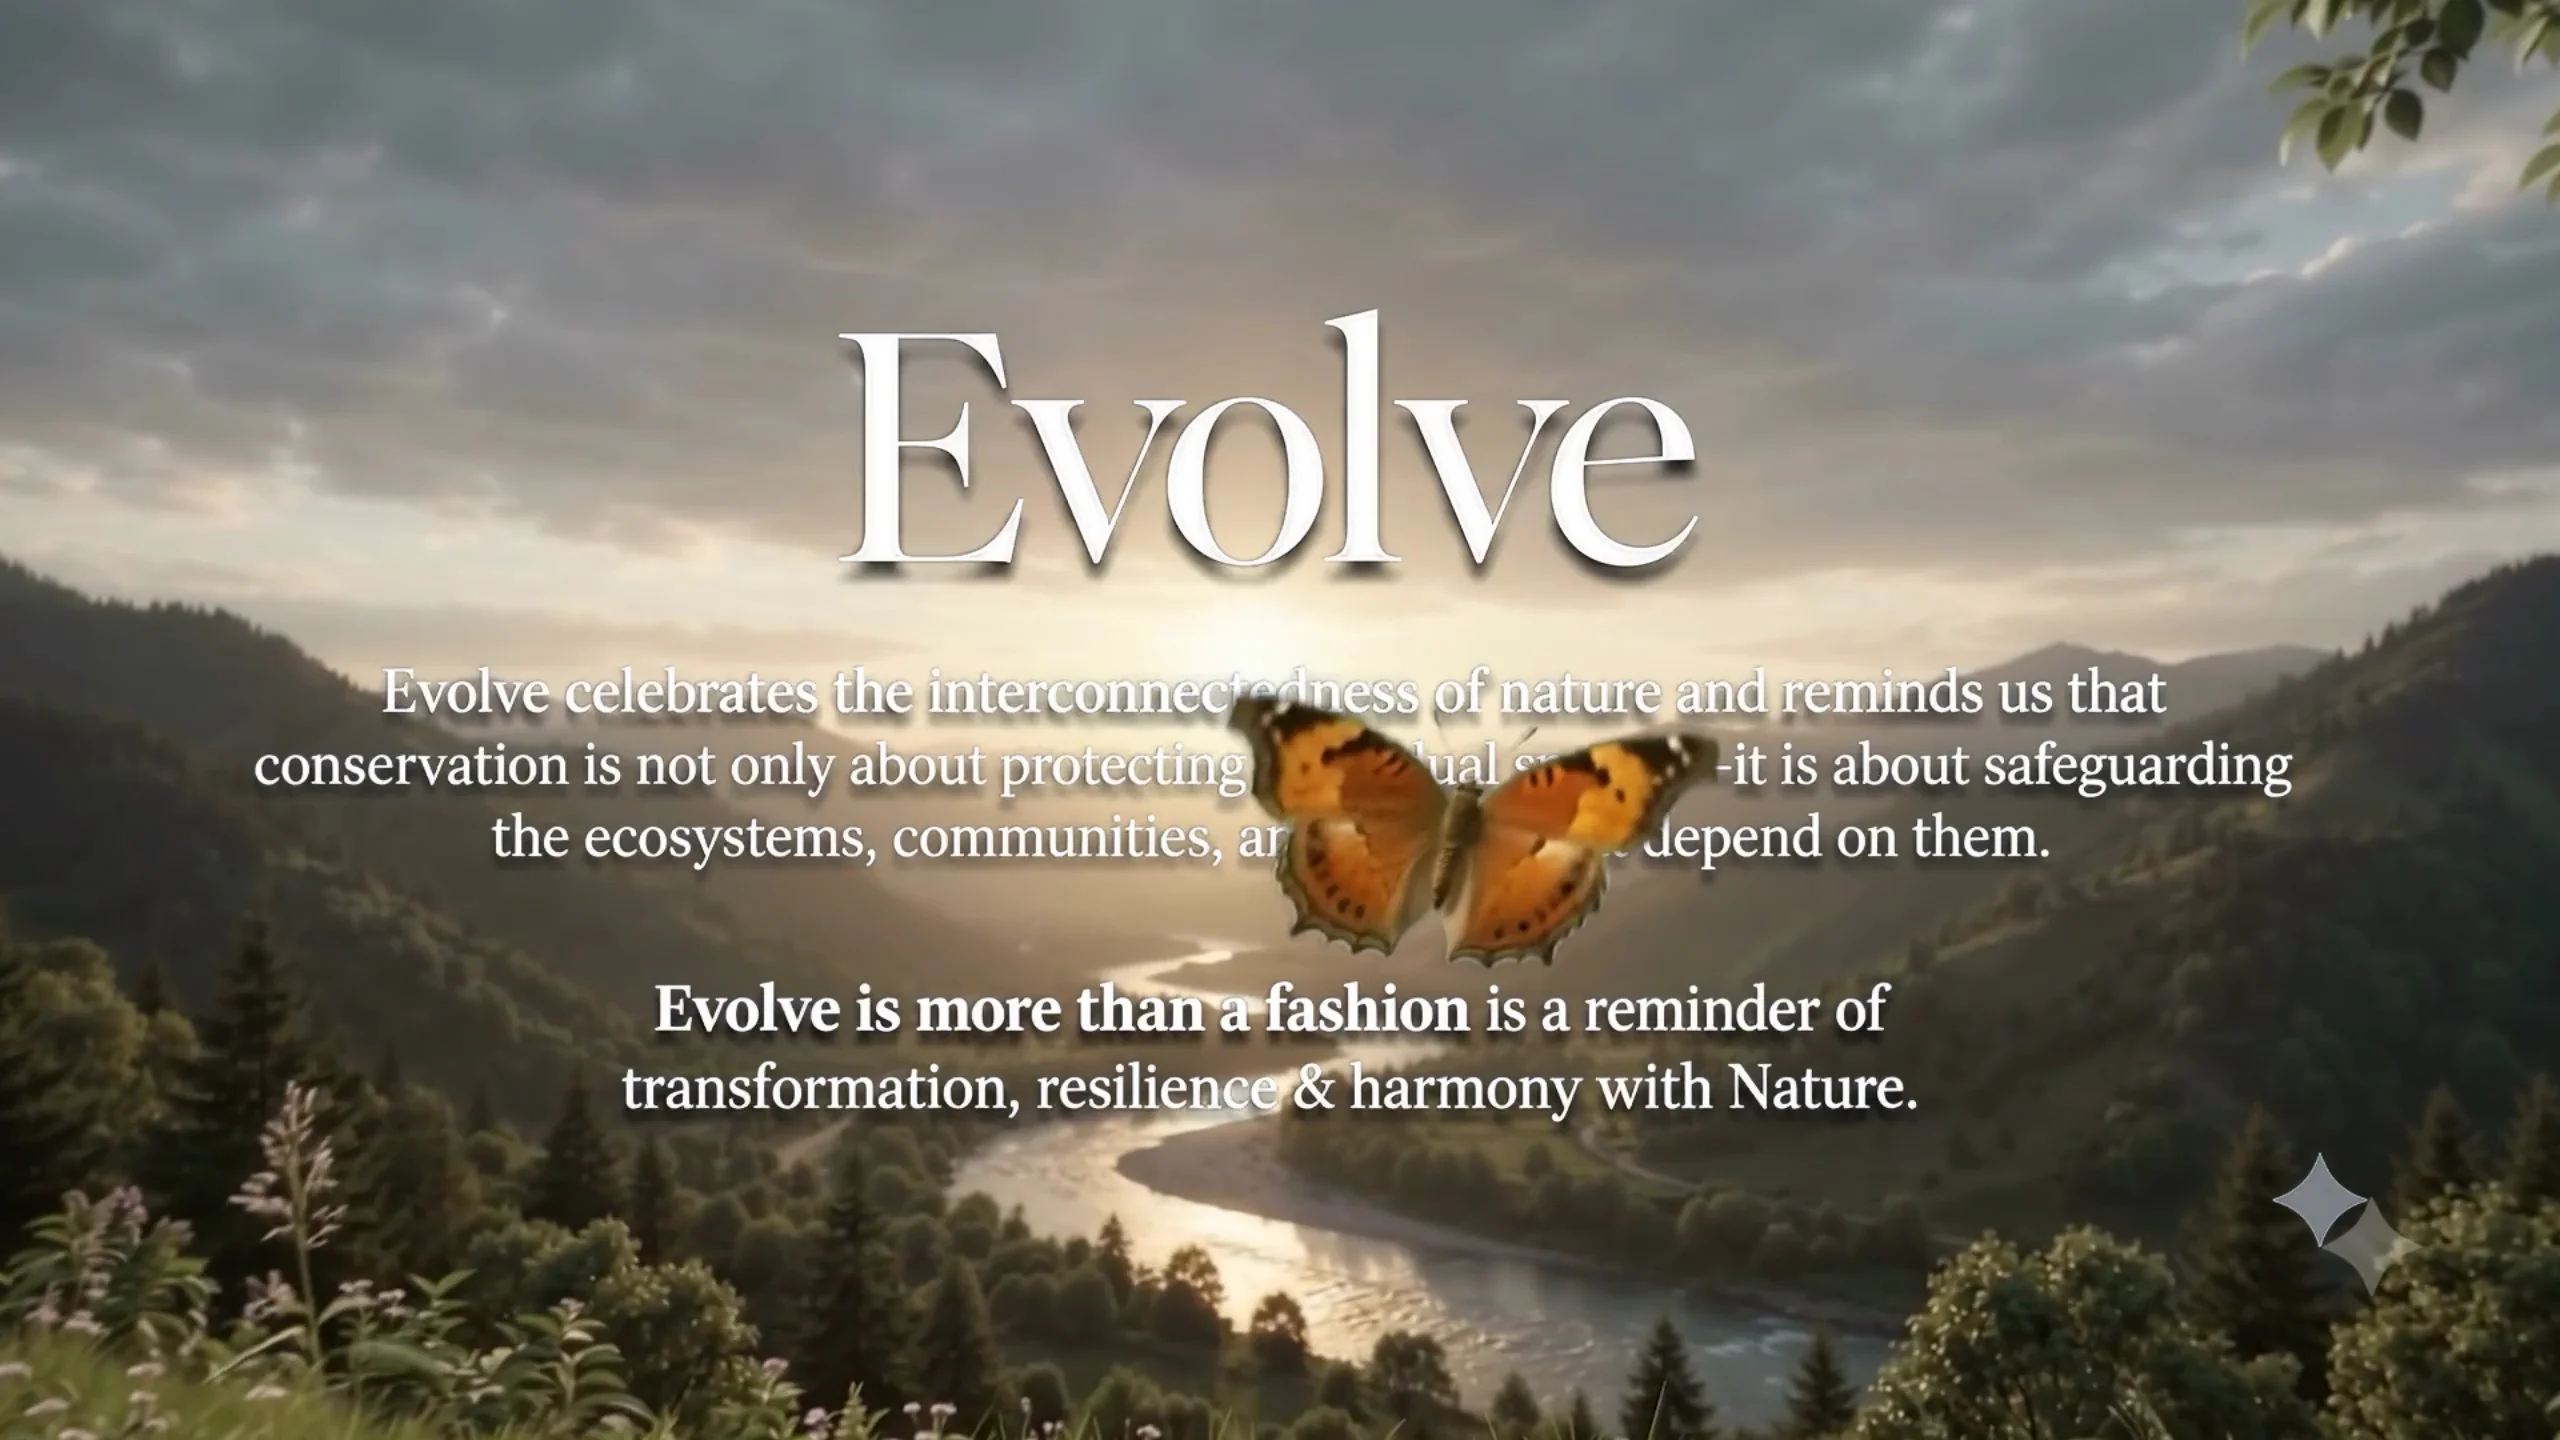 Evolve
Evolve celebrates the interconnectedness of nature and reminds us that
conservation is not only about protecting -it is about safeguarding
the ecosystems, communities, depend on them.
Evolve is more than a fashion is a reminder of
transformation, resilience & harmony with Nature.